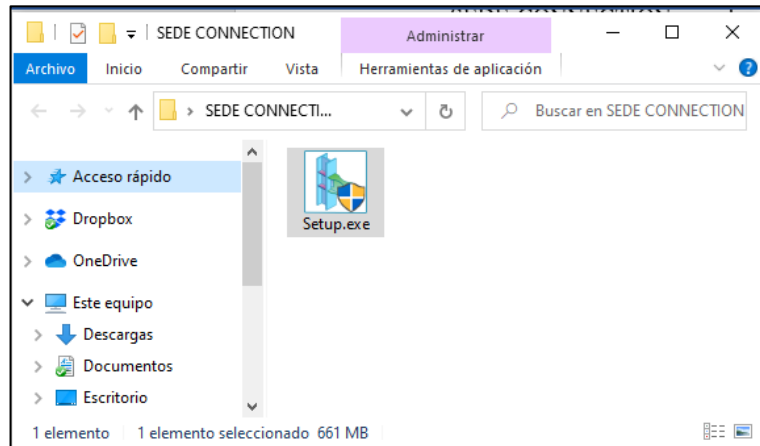 SEDE CONNECTION
Administrar
Archivo Inicio Compartir Vista Herramientas de aplicación
SEDE CONNECTI...
Buscar en SEDE CONNECTION
Acceso rápido
Dropbox
OneDrive
Este equipo
Descargas
Documentos
Escritorio
Setup.exe
1 elemento 1 elemento seleccionado 661 MB